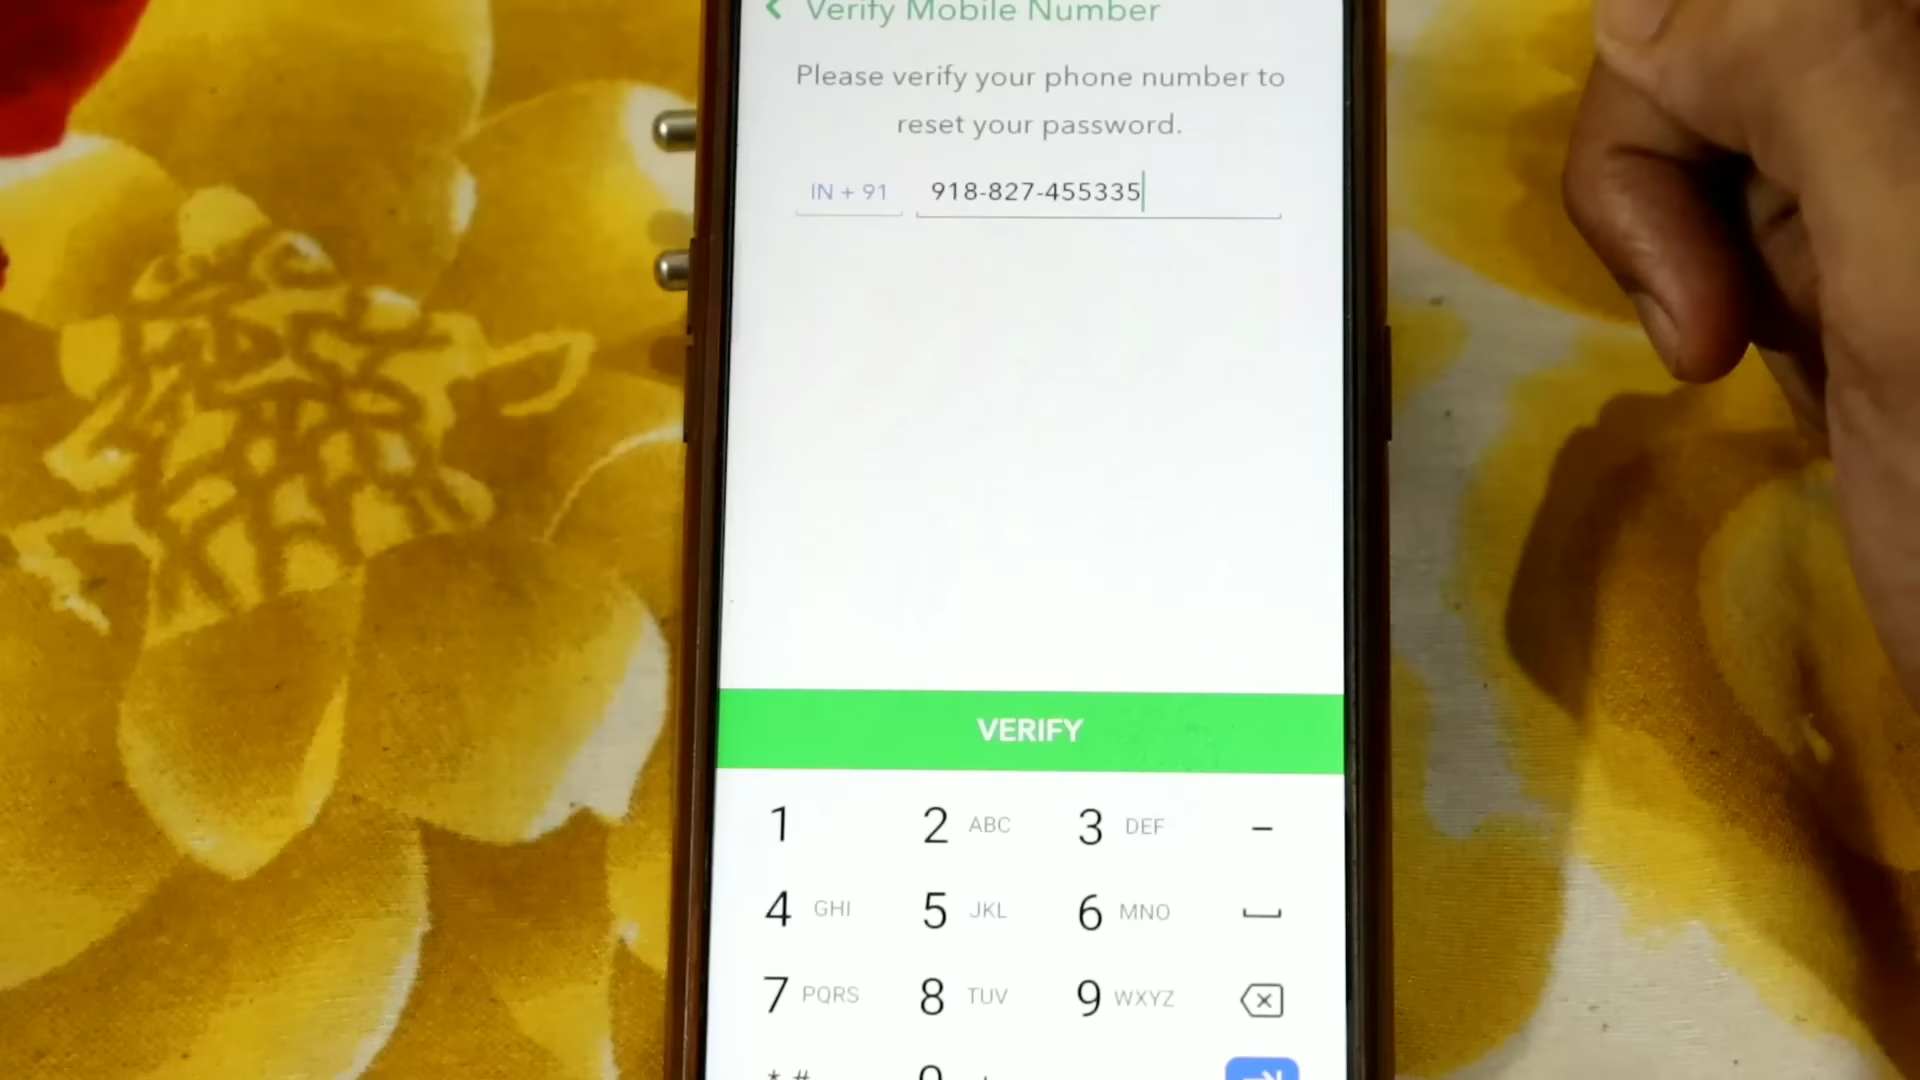 Verify Mobile Number
Please verify your phone number to
reset your password.
IN + 91 918-827-455335
VERIFY
1 2 ABC 3 DEF –
4 GHI 5 JKL 6 MNO
7 PQRS 8 TUV 9 WXYZ
* # 0 +